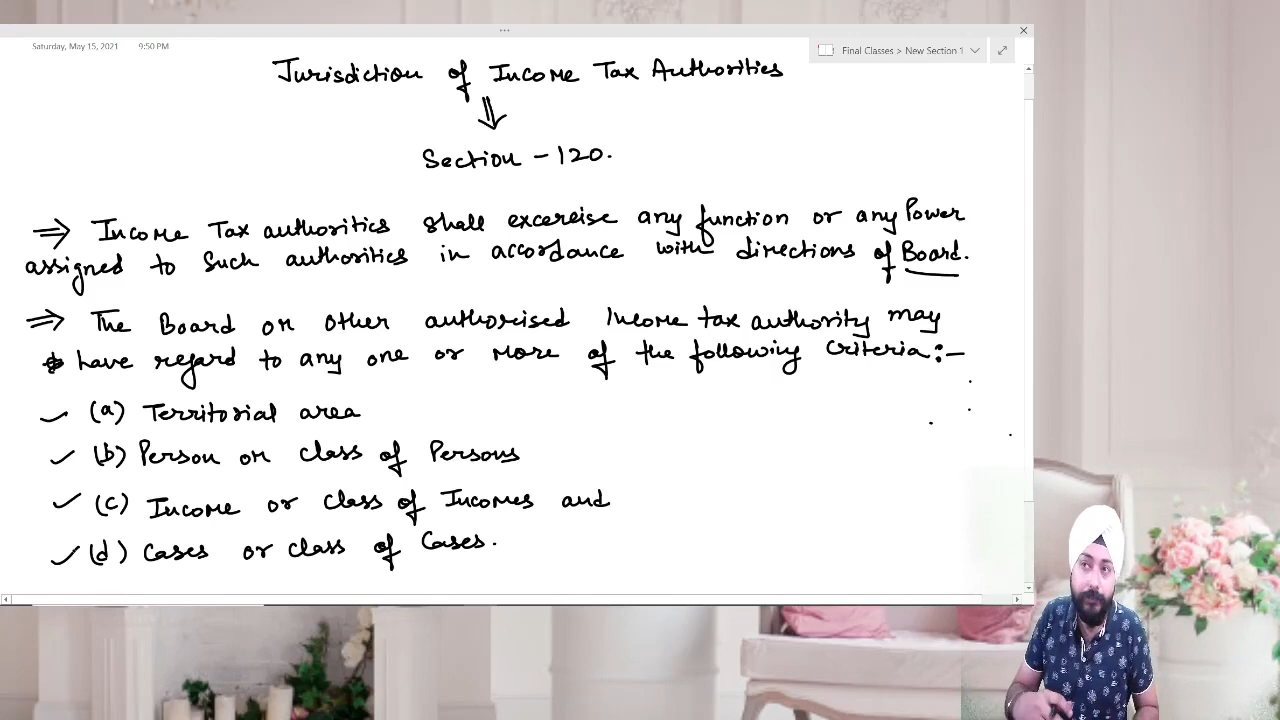 Saturday, May 15, 2021 9:50 PM
Final Classes > New Section 1
Jurisdiction of Income Tax Authorities
Section - 120.
⇒ Income Tax authorities shall excercise any function or any Power
assigned to such authorities in accordance with directions of Board.
⇒ The Board or other authorised Income tax authority may
have regard to any one or more of the following criteria:-
(a) Territorial area
(b) Person or class of Persons
(c) Income or class of Incomes and
(d) Cases or class of Cases.